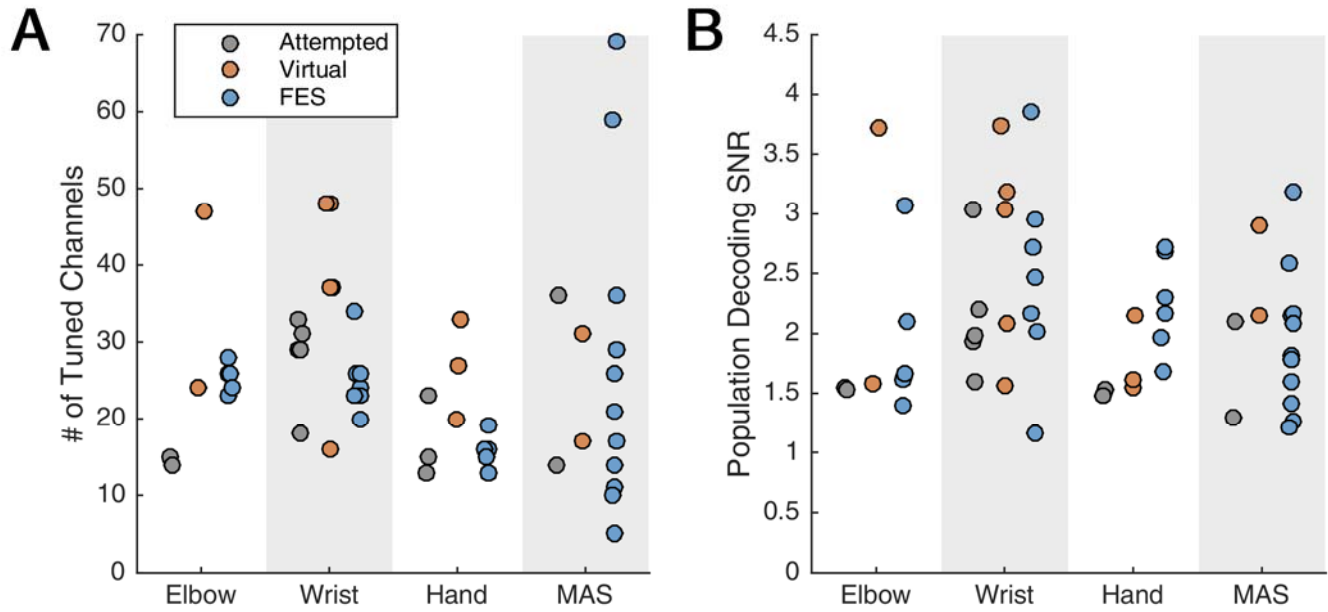 A
# of Tuned Channels
70
60
50
40
30
20
10
0
Attempted
Virtual
FES
Elbow
Wrist
Hand
MAS
B
Population Decoding SNR
4.5
4
3.5
3
2.5
2
1.5
1
0.5
0
Elbow
Wrist
Hand
MAS